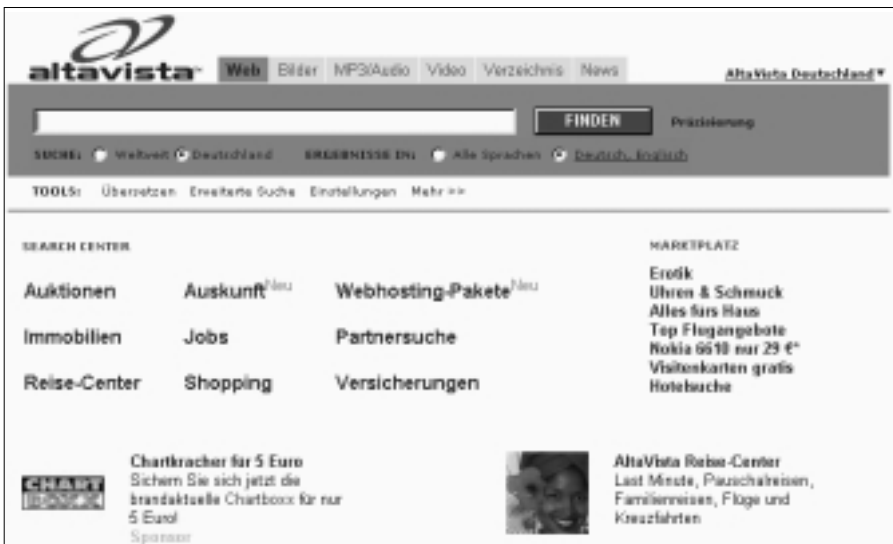 altavista™
Web Bilder MP3/Audio Video Verzeichnis News
AltaVista Deutschland
FINDEN Präzisierung
SUCHE: Weltweit Deutschland ERGEBNISSE IN: Alle Sprachen Deutsch, Englisch
TOOLS: Übersetzen Erweiterte Suche Einstellungen Mehr >>
SEARCH CENTER
Auktionen Auskunft Neu Webhosting-Pakete Neu
Immobilien Jobs Partnersuche
Reise-Center Shopping Versicherungen
MARKTPLATZ
Erotik
Uhren & Schmuck
Alles fürs Haus
Top Flugangebote
Nokia 6610 nur 29 €*
Visitenkarten gratis
Hotelsuche
CHART
BOXX
Chartkracher für 5 Euro
Sichern Sie sich jetzt die
brandaktuelle Chartboxx für nur
5 Euro!
Sponsor
AltaVista Reise-Center
Last Minute, Pauschalreisen,
Familienreisen, Flüge und
Kreuzfahrten